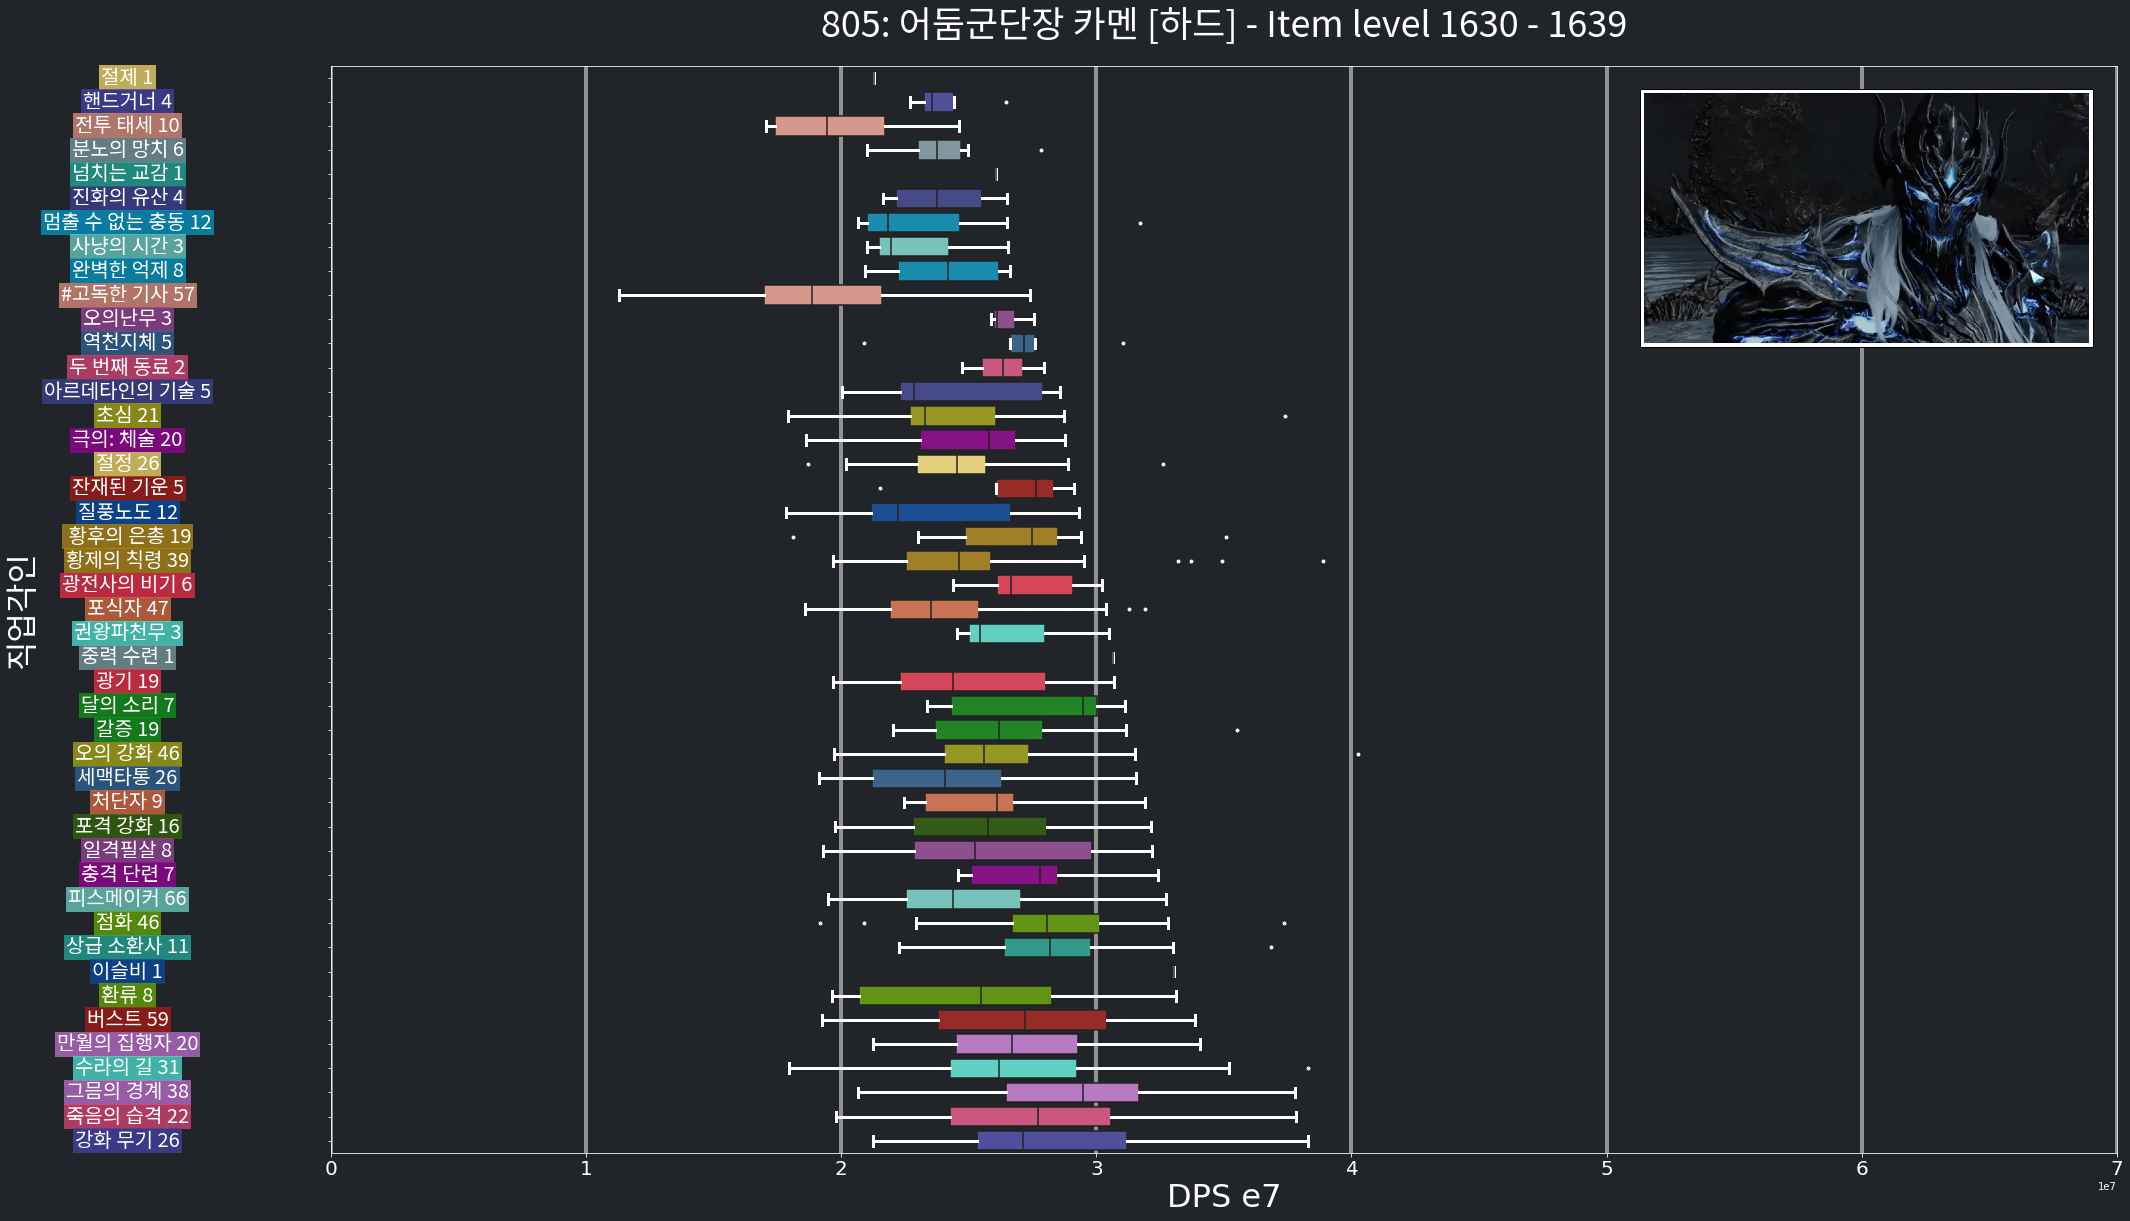 805: 어둠군단장 카멘 [하드] - Item level 1630 - 1639
직업각인
절제 1
핸드거너 4
전투 태세 10
분노의 망치 6
넘치는 교감 1
진화의 유산 4
멈출 수 없는 충동 12
사냥의 시간 3
완벽한 억제 8
#고독한 기사 57
오의난무 3
역천지체 5
두 번째 동료 2
아르데타인의 기술 5
초심 21
극의: 체술 20
절정 26
잔재된 기운 5
질풍노도 12
황후의 은총 19
황제의 칙령 39
광전사의 비기 6
포식자 47
권왕파천무 3
중력 수련 1
광기 19
달의 소리 7
갈증 19
오의 강화 46
세맥타통 26
처단자 9
포격 강화 16
일격필살 8
충격 단련 7
피스메이커 66
점화 46
상급 소환사 11
이슬비 1
환류 8
버스트 59
만월의 집행자 20
수라의 길 31
그믐의 경계 38
죽음의 습격 22
강화 무기 26
0 1 2 3 4 5 6 7
1e7
DPS e7